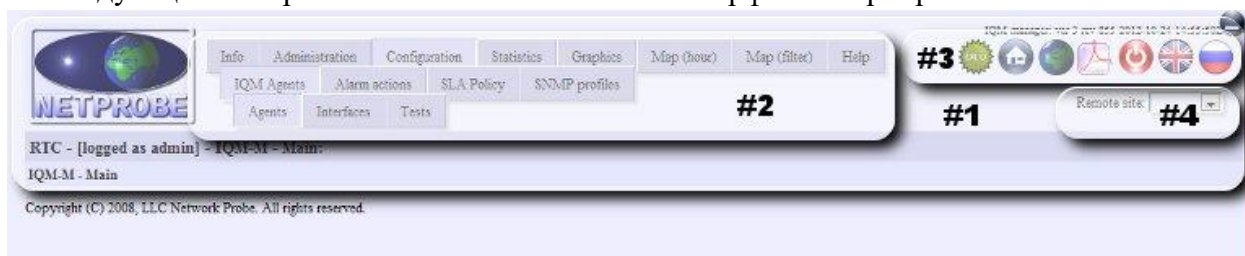 NETPROBE
Info Administration Configuration Statistics Graphics Map (hour) Map (filter) Help
IQM Agents Alarm actions SLA Policy SNMP profiles
Agents Interfaces Tests
#2
#3
#1
Remote site:
#4
RTC - [logged as admin] - IQM-M - Main:
IQM-M - Main
Copyright (C) 2008, LLC Network Probe. All rights reserved.